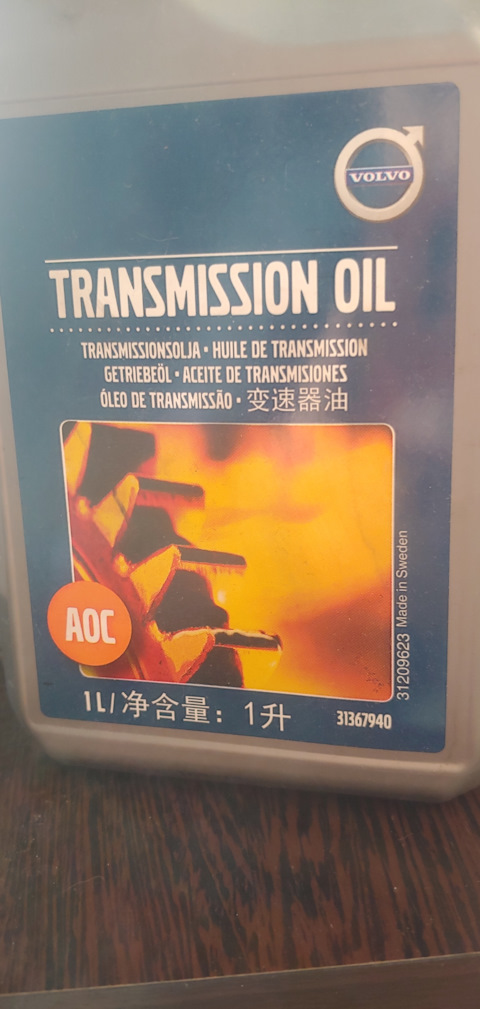 VOLVO
TRANSMISSION OIL
TRANSMISSIONSOLJA • HUILE DE TRANSMISSION
GETRIEBEÖL • ACEITE DE TRANSMISIONES
ÓLEO DE TRANSMISSÃO • 变速器油
31209623 Made in Sweden
AOC
1L/净含量：1升
31367940